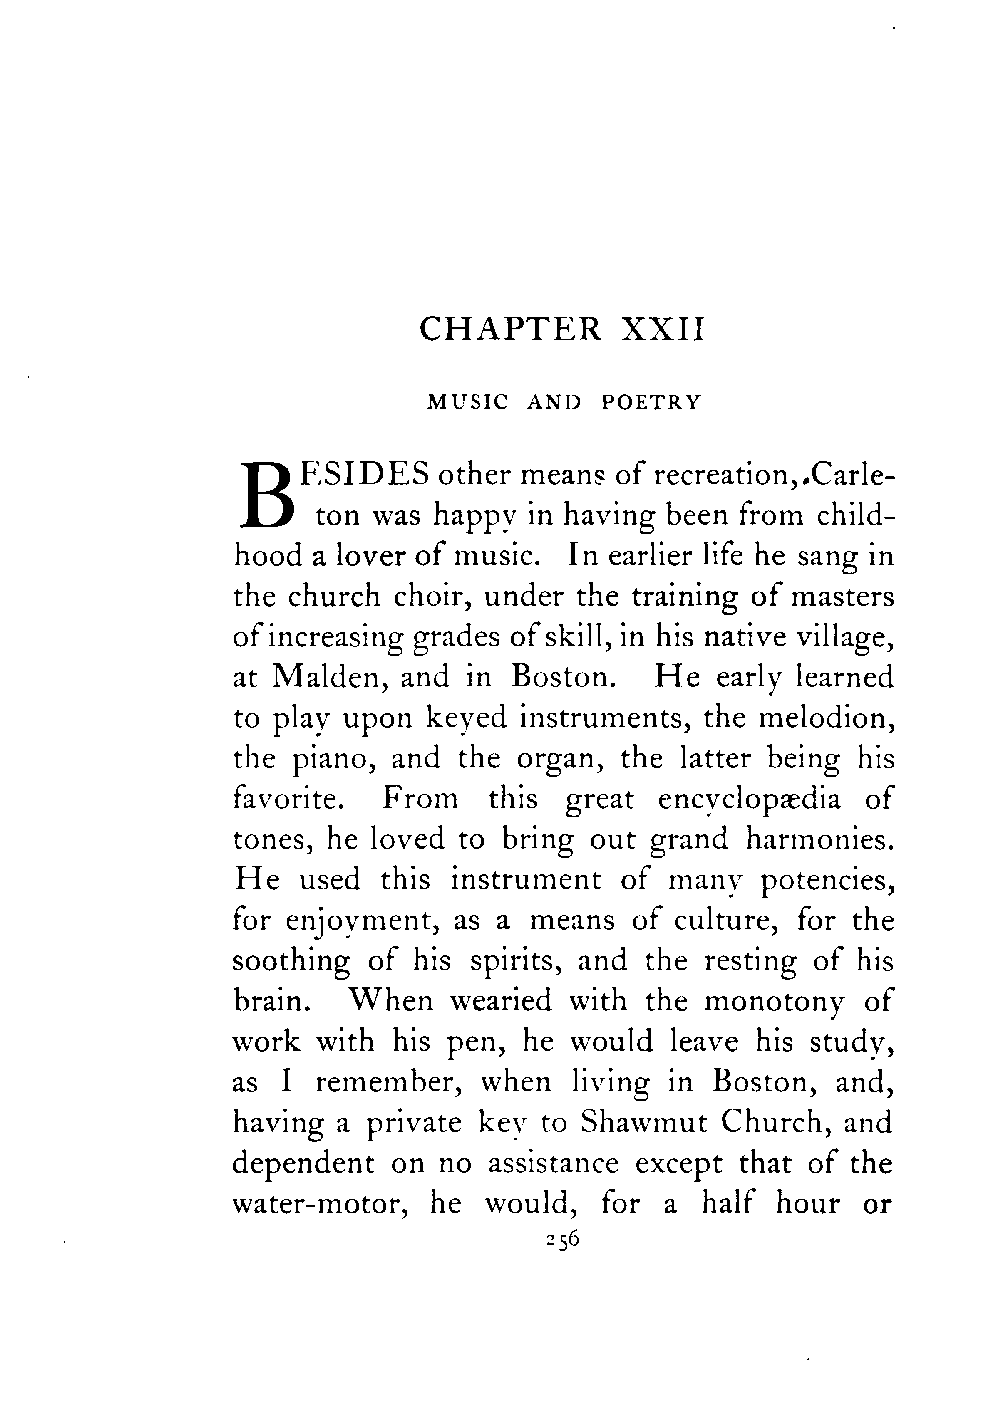 CHAPTER XXII
MUSIC AND POETRY
BESIDES other means of recreation, Carle-
ton was happy in having been from child-
hood a lover of music. In earlier life he sang in
the church choir, under the training of masters
of increasing grades of skill, in his native village,
at Malden, and in Boston. He early learned
to play upon keyed instruments, the melodion,
the piano, and the organ, the latter being his
favorite. From this great encyclopædia of
tones, he loved to bring out grand harmonies.
He used this instrument of many potencies,
for enjoyment, as a means of culture, for the
soothing of his spirits, and the resting of his
brain. When wearied with the monotony of
work with his pen, he would leave his study,
as I remember, when living in Boston, and,
having a private key to Shawmut Church, and
dependent on no assistance except that of the
water-motor, he would, for a half hour or
256